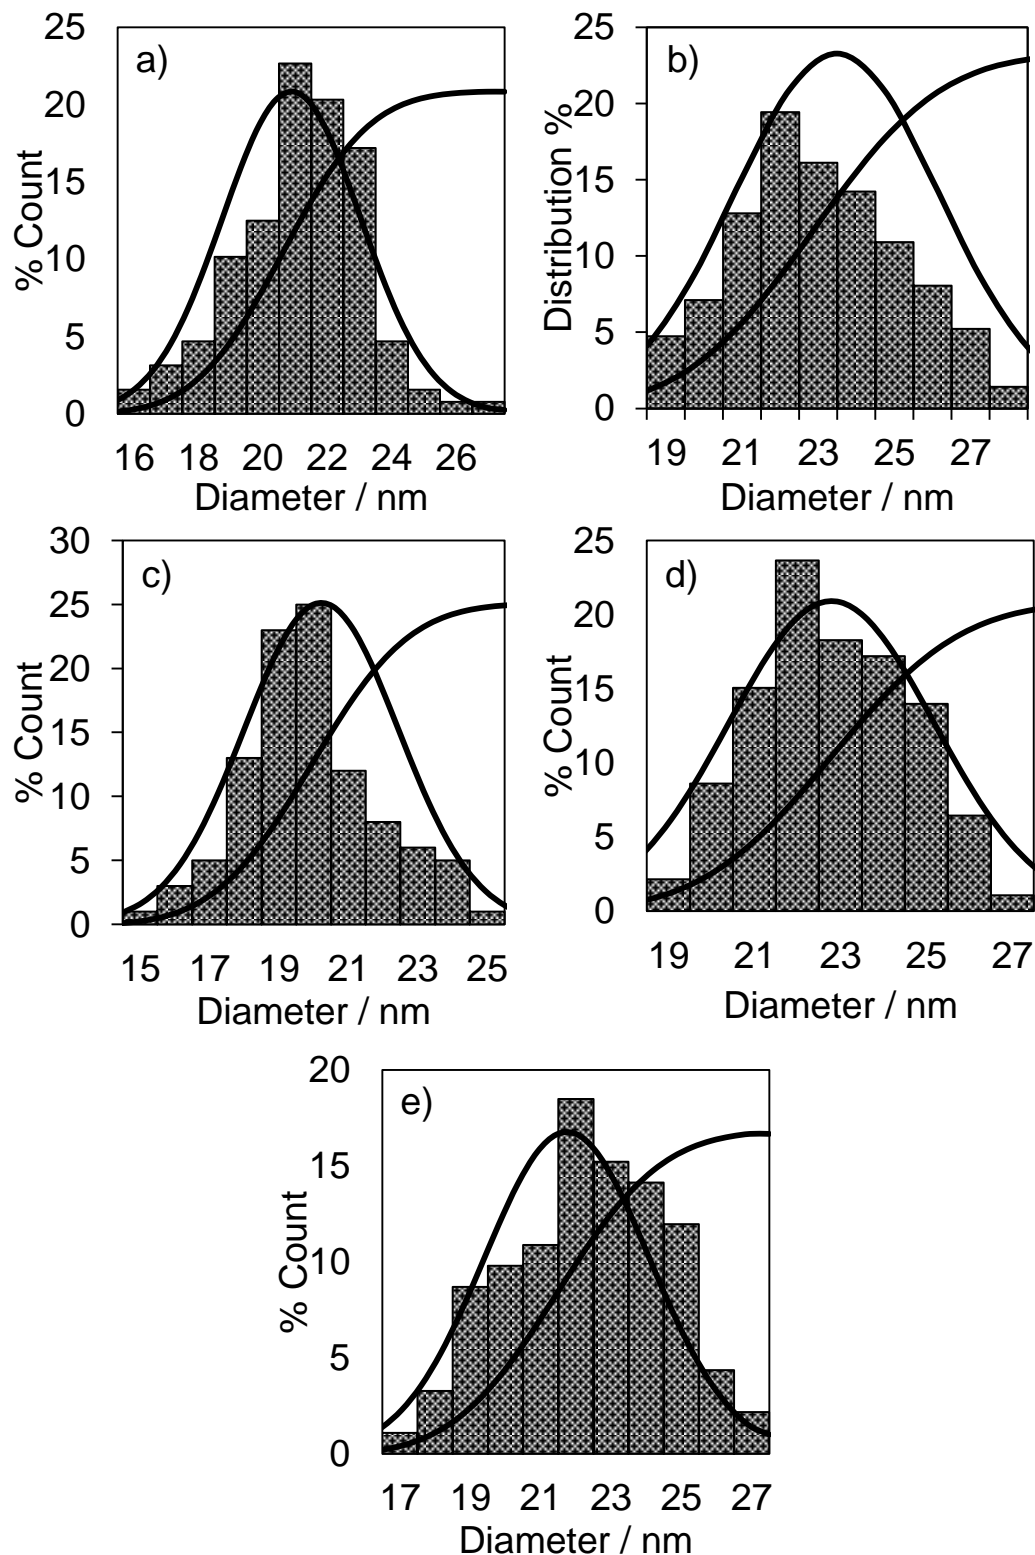 a)
% Count
25
20
15
10
5
0
16 18 20 22 24 26
Diameter / nm
b)
Distribution %
25
20
15
10
5
0
19 21 23 25 27
Diameter / nm
c)
% Count
30
25
20
15
10
5
0
15 17 19 21 23 25
Diameter / nm
d)
% Count
25
20
15
10
5
0
19 21 23 25 27
Diameter / nm
e)
% Count
20
15
10
5
0
17 19 21 23 25 27
Diameter / nm